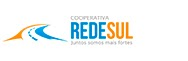 COOPERATIVA
REDESUL
Juntos somos mais fortes